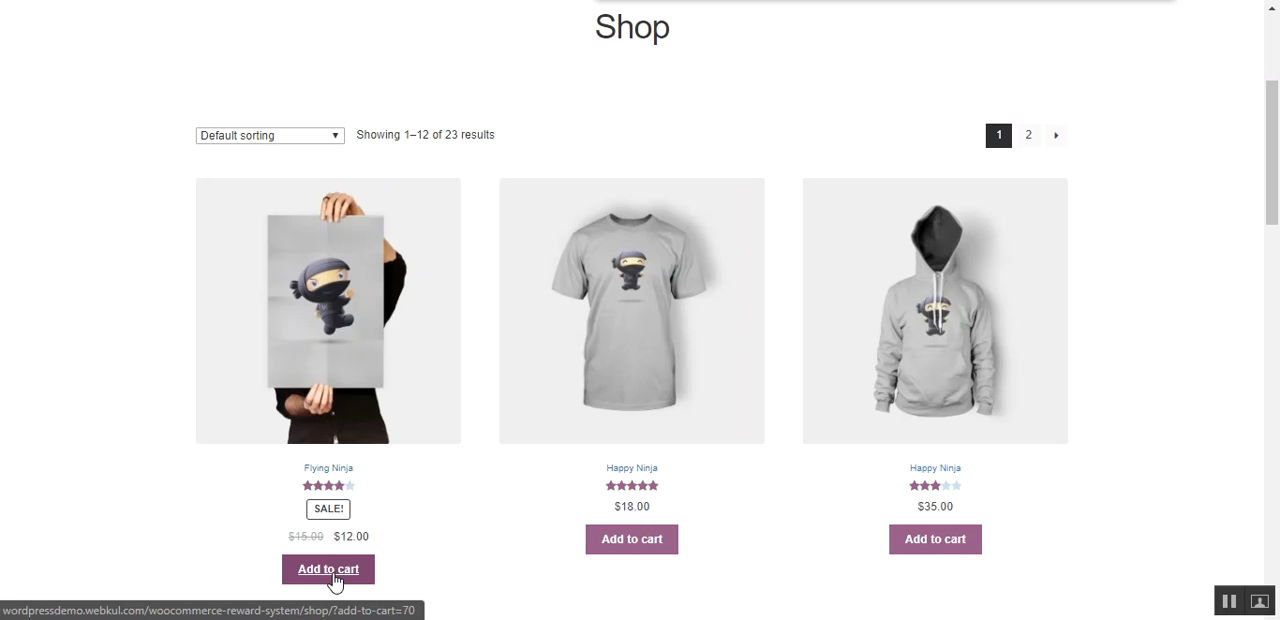 Shop
Default sorting ▼ Showing 1–12 of 23 results 1 2
Flying Ninja
SALE!
$15.00 $12.00
Add to cart
Happy Ninja
$18.00
Add to cart
Happy Ninja
$35.00
Add to cart
wordpressdemo.webkul.com/woocommerce-reward-system/shop/?add-to-cart=70